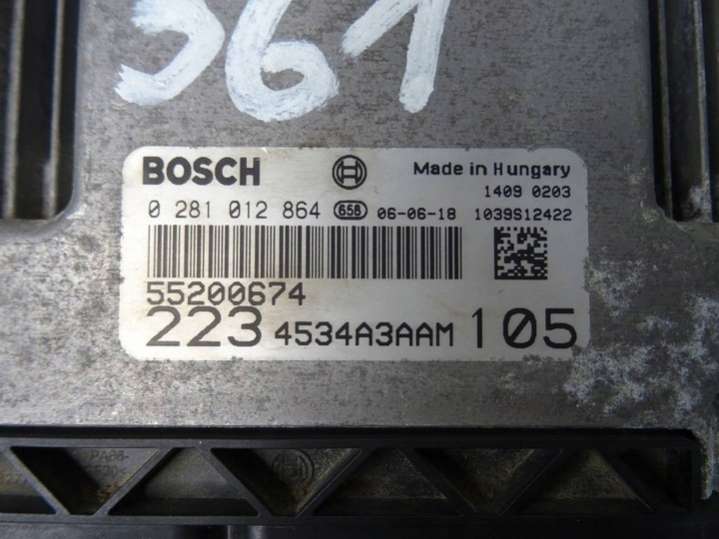 561
BOSCH Made in Hungary
1409 0203
0 281 012 864 658 06-06-18 1039S12422
55200674
223 4534A3AAM 105